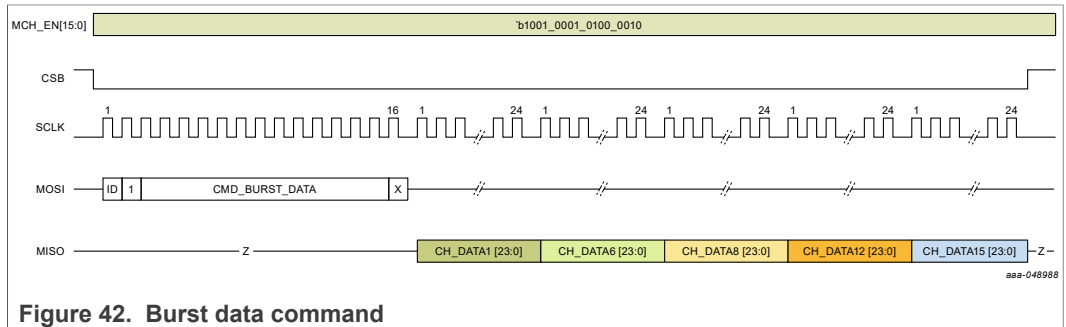 MCH_EN[15:0] `b1001_0001_0100_0010
CSB
1 16 1 24 1 24 1 24 1 24 1 24
SCLK
MOSI ID 1 CMD_BURST_DATA X
MISO Z CH_DATA1 [23:0] CH_DATA6 [23:0] CH_DATA8 [23:0] CH_DATA12 [23:0] CH_DATA15 [23:0] Z
aaa-048988
Figure 42. Burst data command